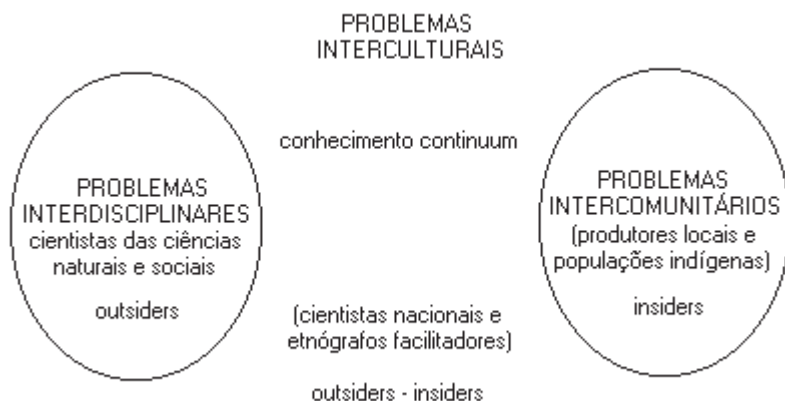 PROBLEMAS
INTERCULTURAIS
conhecimento continuum
PROBLEMAS
INTERDISCIPLINARES
cientistas das ciências
naturais e sociais
outsiders
(cientistas nacionais e
etnógrafos facilitadores)
outsiders - insiders
PROBLEMAS
INTERCOMUNITÁRIOS
(produtores locais e
populações indígenas)
insiders